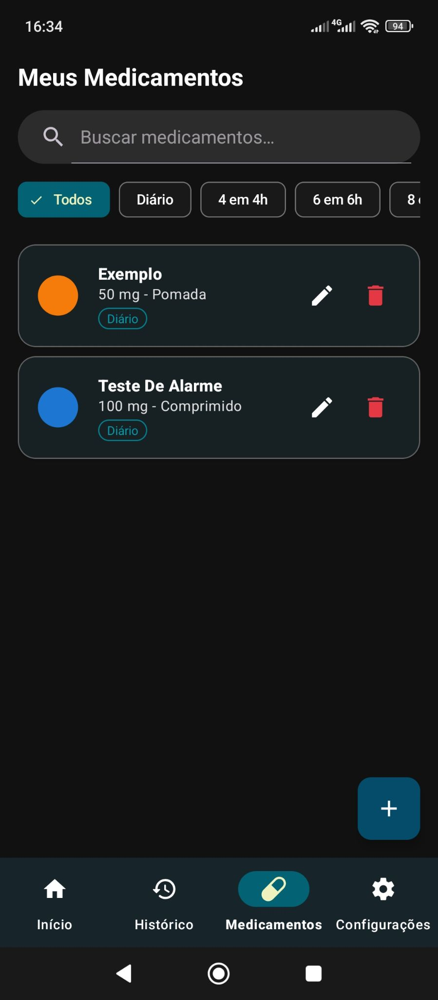 16:34
4G
94
Meus Medicamentos
Buscar medicamentos...
Todos
Diário
4 em 4h
6 em 6h
8
Exemplo
50 mg - Pomada
Diário
Teste De Alarme
100 mg - Comprimido
Diário
Início
Histórico
Medicamentos
Configurações